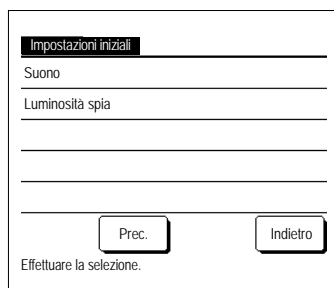 Impostazioni iniziali
Suono
Luminosità spia
Prec. Indietro
Effettuare la selezione.